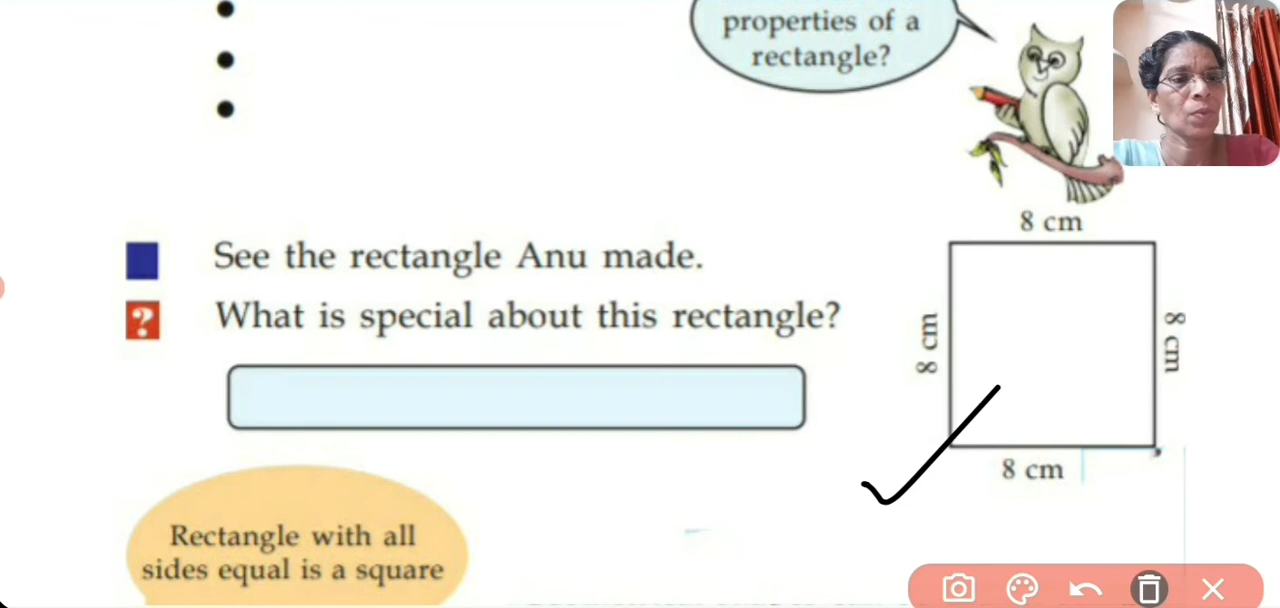 properties of a
rectangle?
8 cm
See the rectangle Anu made.
?
What is special about this rectangle?
8 cm
8 cm
8 cm
Rectangle with all
sides equal is a square